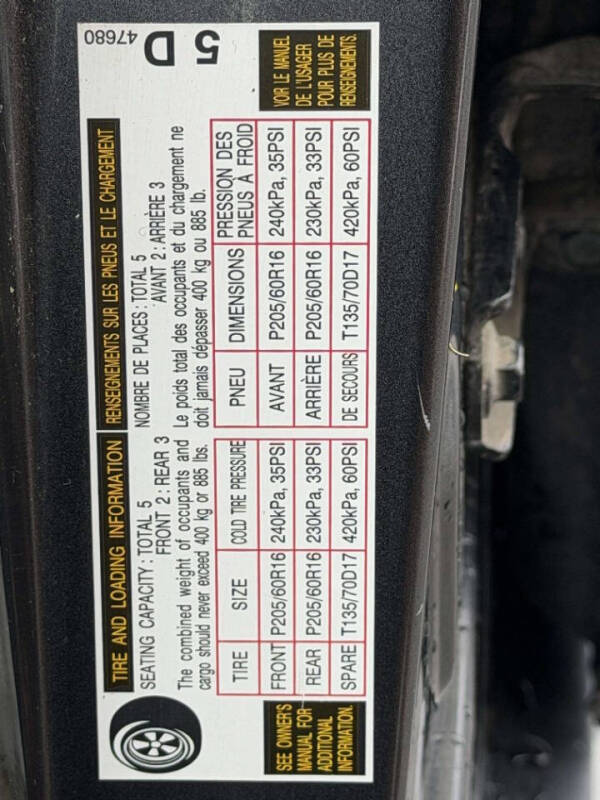 TIRE AND LOADING INFORMATION
SEATING CAPACITY: TOTAL 5
FRONT 2: REAR 3
The combined weight of occupants and
cargo should never exceed 400 kg or 885 lbs.
TIRE SIZE COLD TIRE PRESSURE
FRONT P205/60R16 240kPa, 35PSI
REAR P205/60R16 230kPa, 33PSI
SPARE T135/70D17 420kPa, 60PSI
SEE OWNER'S
MANUAL FOR
ADDITIONAL
INFORMATION.
RENSEIGNEMENTS SUR LES PNEUS ET LE CHARGEMENT
NOMBRE DE PLACES: TOTAL 5
AVANT 2: ARRIÈRE 3
Le poids total des occupants et du chargement ne
doit jamais dépasser 400 kg ou 885 lb.
PNEU DIMENSIONS PRESSION DES
PNEUS À FROID
AVANT P205/60R16 240kPa, 35PSI
ARRIÈRE P205/60R16 230kPa, 33PSI
DE SECOURS T135/70D17 420kPa, 60PSI
47680
D
5
VOIR LE MANUEL
DE L'USAGER
POUR PLUS DE
RENSEIGNEMENTS.